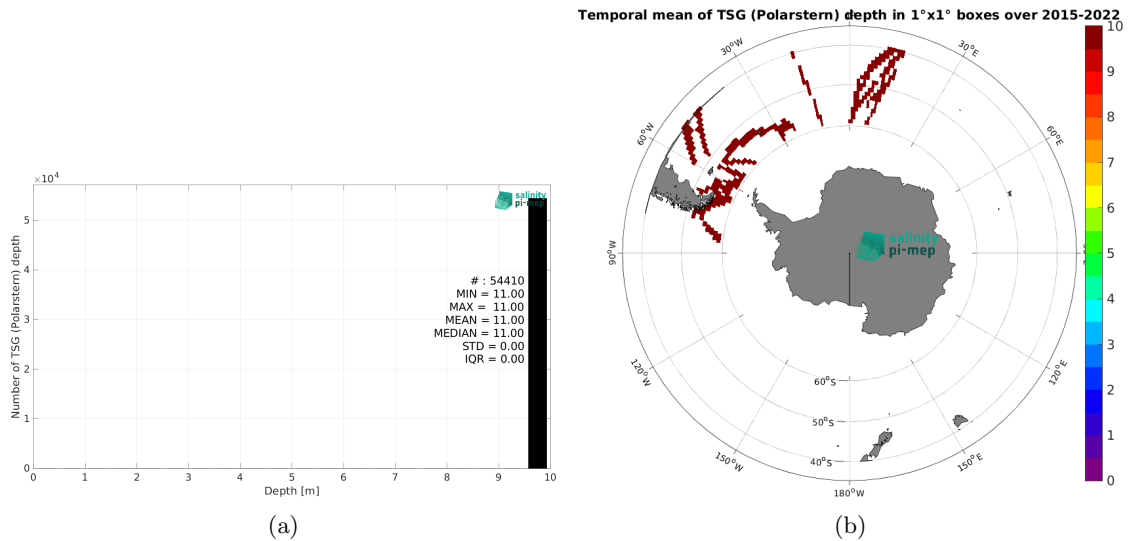 Temporal mean of TSG (Polarstern) depth in 1°x1° boxes over 2015-2022
×10⁴
Number of TSG (Polarstern) depth
5
4
3
2
1
0
0 1 2 3 4 5 6 7 8 9 10
Depth [m]
salinity
pi-mep
# : 54410
MIN = 11.00
MAX = 11.00
MEAN = 11.00
MEDIAN = 11.00
STD = 0.00
IQR = 0.00
(a)
30°W
30°E
60°W
60°E
90°W
120°W
120°E
150°W
150°E
180°W
60°S
50°S
40°S
salinity
pi-mep
10
9
8
7
6
5
4
3
2
1
0
(b)